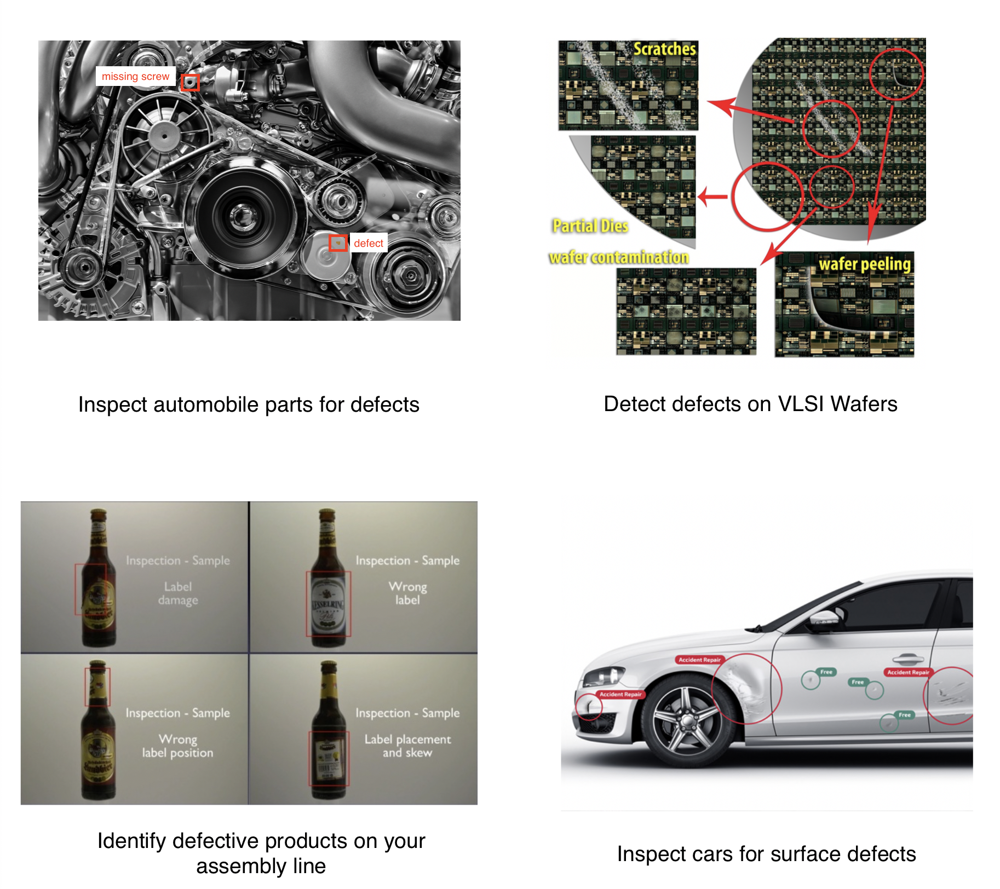 missing screw
defect
Inspect automobile parts for defects
Scratches
Partial Dies
wafer contamination
wafer peeling
Detect defects on VLSI Wafers
Inspection - Sample
Label
damage
Inspection - Sample
Wrong
label
KESSELRING
Pils
Inspection - Sample
Wrong
label position
Landbier
Inspection - Sample
Label placement
and skew
Identify defective products on your
assembly line
Accident Repair
Free
Accident Repair
Free
Accident Repair
Free
Inspect cars for surface defects